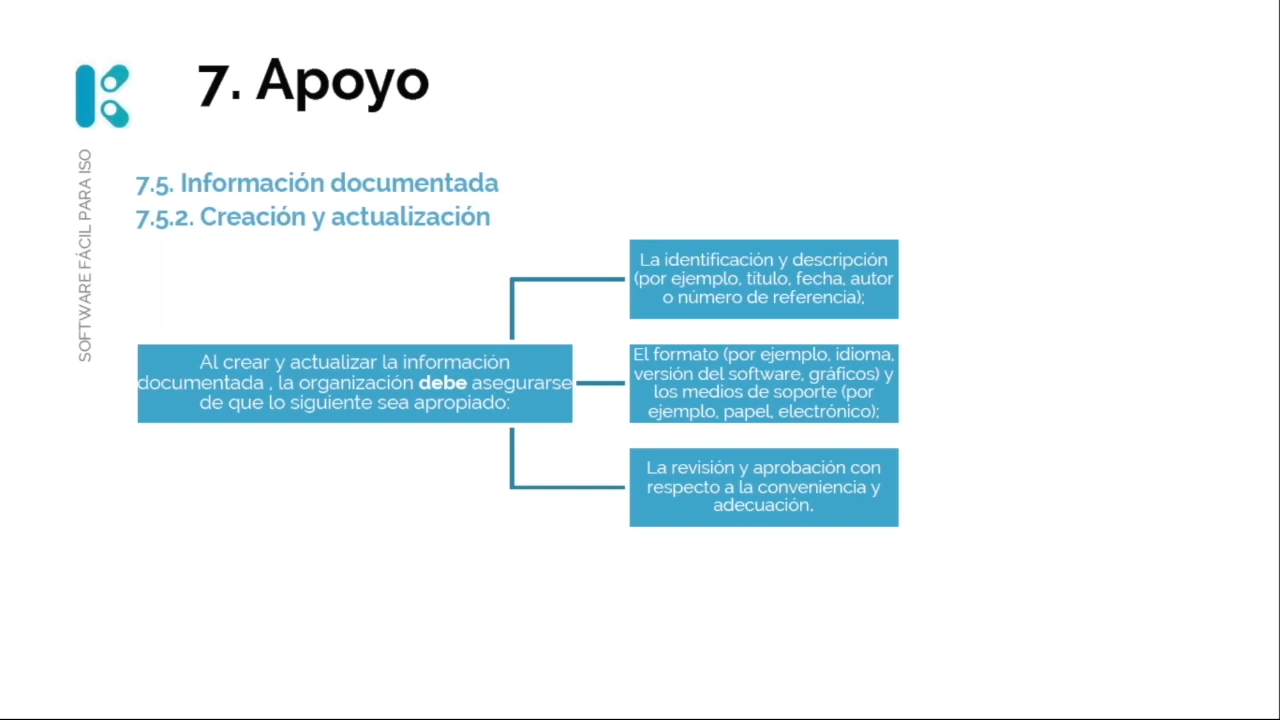 7. Apoyo
SOFTWARE FÁCIL PARA ISO
7.5. Información documentada
7.5.2. Creación y actualización
Al crear y actualizar la información
documentada , la organización debe asegurarse
de que lo siguiente sea apropiado:
La identificación y descripción
(por ejemplo, título, fecha, autor
o número de referencia);
El formato (por ejemplo, idioma,
versión del software, gráficos) y
los medios de soporte (por
ejemplo, papel, electrónico);
La revisión y aprobación con
respecto a la conveniencia y
adecuación.